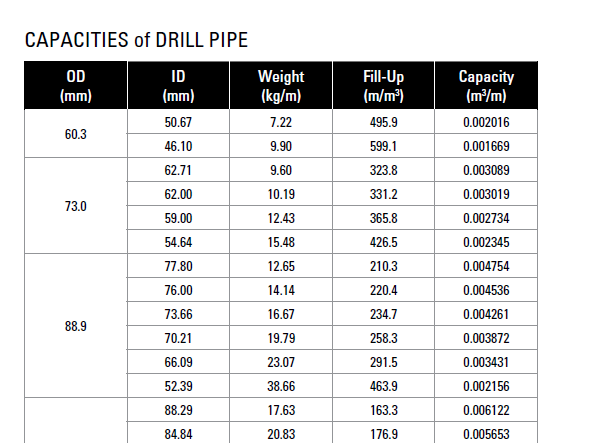 CAPACITIES of DRILL PIPE
OD ID Weight Fill-Up Capacity
(mm) (mm) (kg/m) (m/m³) (m³/m)
60.3 50.67 7.22 495.9 0.002016
46.10 9.90 599.1 0.001669
73.0 62.71 9.60 323.8 0.003089
62.00 10.19 331.2 0.003019
59.00 12.43 365.8 0.002734
54.64 15.48 426.5 0.002345
88.9 77.80 12.65 210.3 0.004754
76.00 14.14 220.4 0.004536
73.66 16.67 234.7 0.004261
70.21 19.79 258.3 0.003872
66.09 23.07 291.5 0.003431
52.39 38.66 463.9 0.002156
88.29 17.63 163.3 0.006122
84.84 20.83 176.9 0.005653